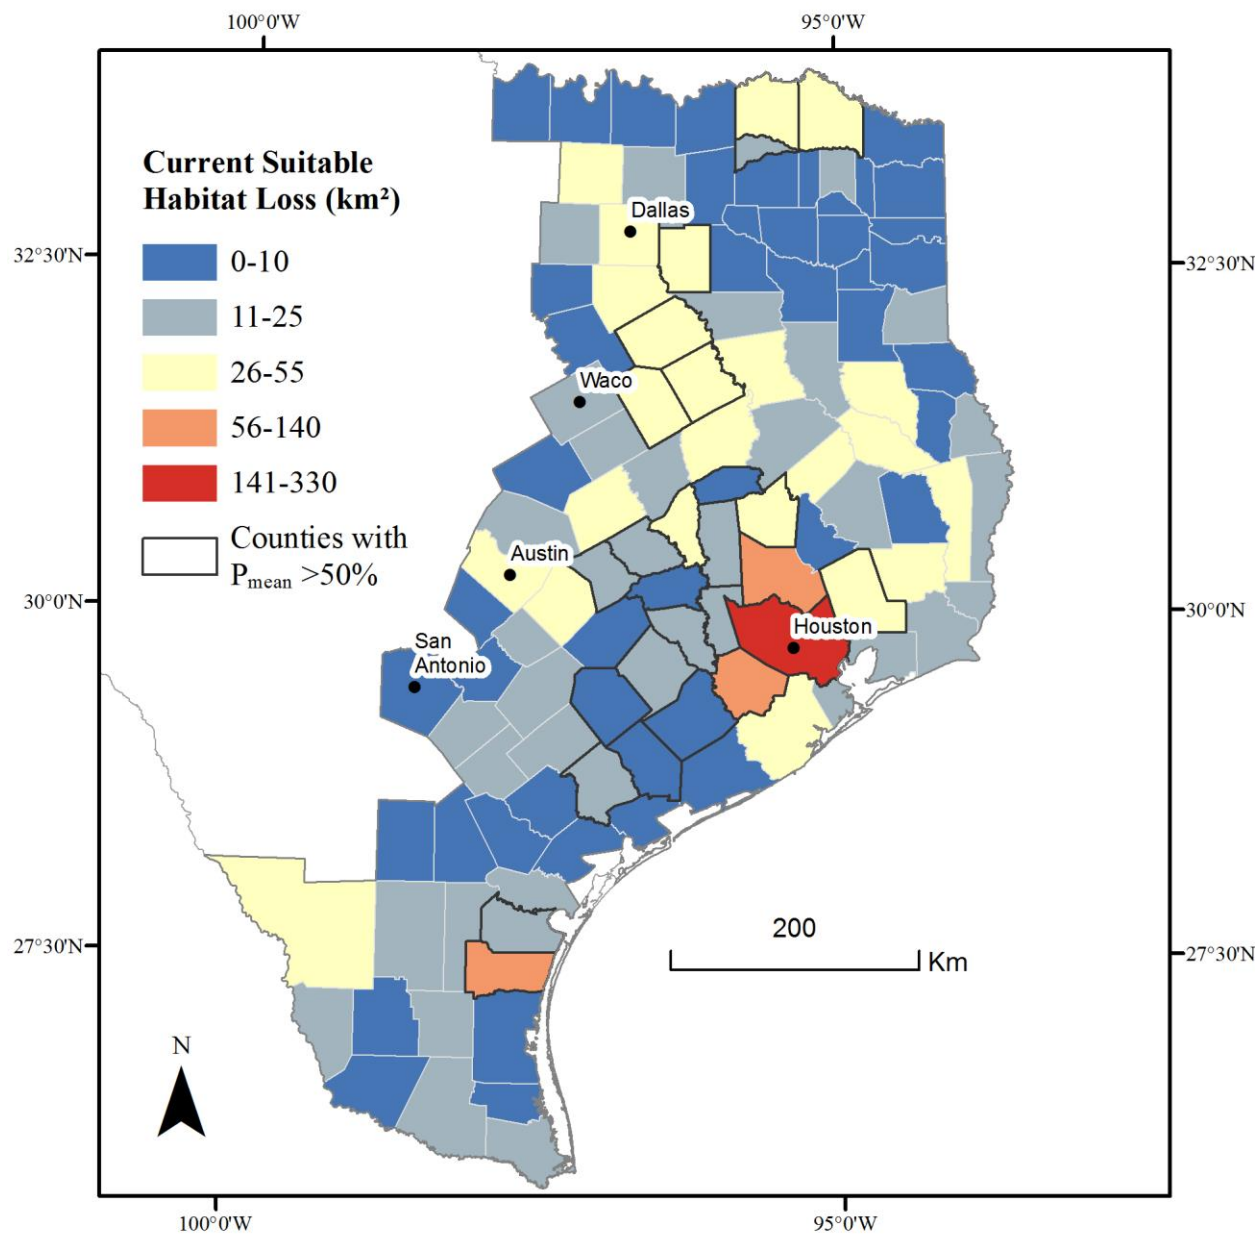 100°0'W 95°0'W
Current Suitable
Habitat Loss (km²)
0-10
11-25
26-55
56-140
141-330
Counties with
Pmean >50%
32°30'N
32°30'N
30°0'N
30°0'N
27°30'N
27°30'N
Dallas
Waco
Austin
San
Antonio
Houston
200
Km
N
100°0'W 95°0'W